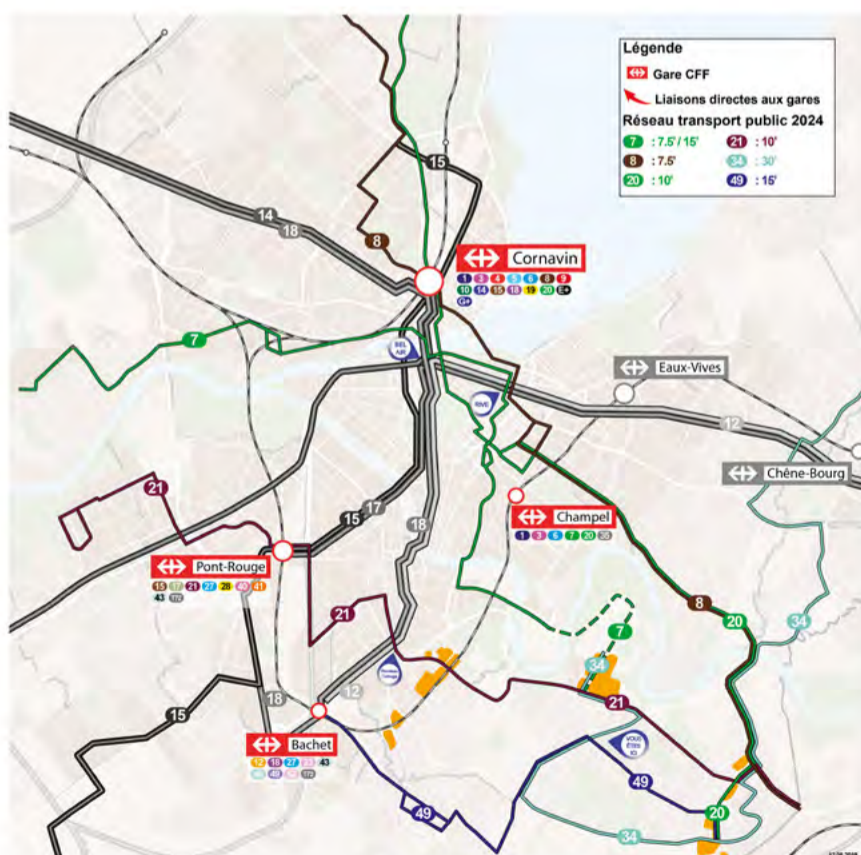 Légende
Gare CFF
Liaisons directes aux gares
Réseau transport public 2024
7 : 7.5' / 15'
21 : 10'
8 : 7.5'
34 : 30'
20 : 10'
49 : 15'
15
14
18
8
Cornavin
1 3 4 5 6 8 9
10 14 15 18 19 20 E+
G+
7
BEL
AIR
Eaux-Vives
RIVE
12
Chêne-Bourg
21
17
15
18
Champel
1 3 6 7 20
Pont-Rouge
15 17 21 27 28 40 41
43
8
20
21
7
34
34
12
18
21
15
VOUS
ÊTES
ICI
Bachet
12 18 27 43
49
49
20
34